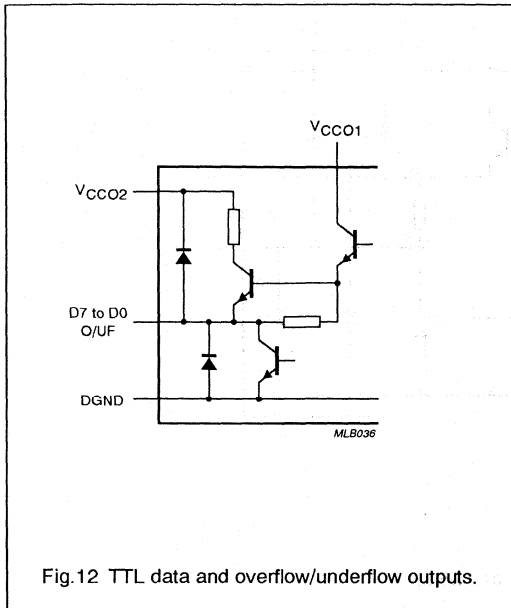 VCCO1
VCCO2
D7 to D0
O/UF
DGND
MLB036
Fig.12 TTL data and overflow/underflow outputs.